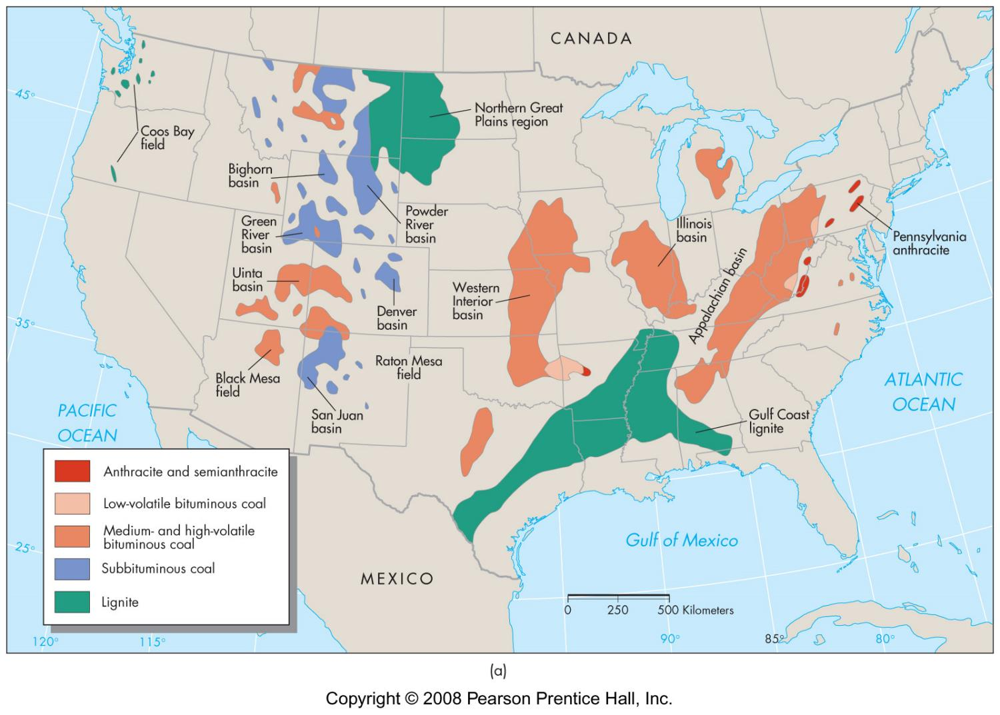 CANADA
45°
Northern Great
Plains region
Coos Bay
field
Bighorn
basin
Green
River
basin
Powder
River
basin
Illinois
basin
Pennsylvania
anthracite
Uinta
basin
Western
Interior
basin
Appalachian basin
Denver
basin
35°
Black Mesa
field
Raton Mesa
field
San Juan
basin
Gulf Coast
lignite
ATLANTIC
OCEAN
PACIFIC
OCEAN
Anthracite and semianthracite
Low-volatile bituminous coal
Medium- and high-volatile
bituminous coal
Subbituminous coal
Lignite
25°
MEXICO
Gulf of Mexico
0 250 500 Kilometers
120° 115° 90° 85° 80°
(a)
Copyright © 2008 Pearson Prentice Hall, Inc.